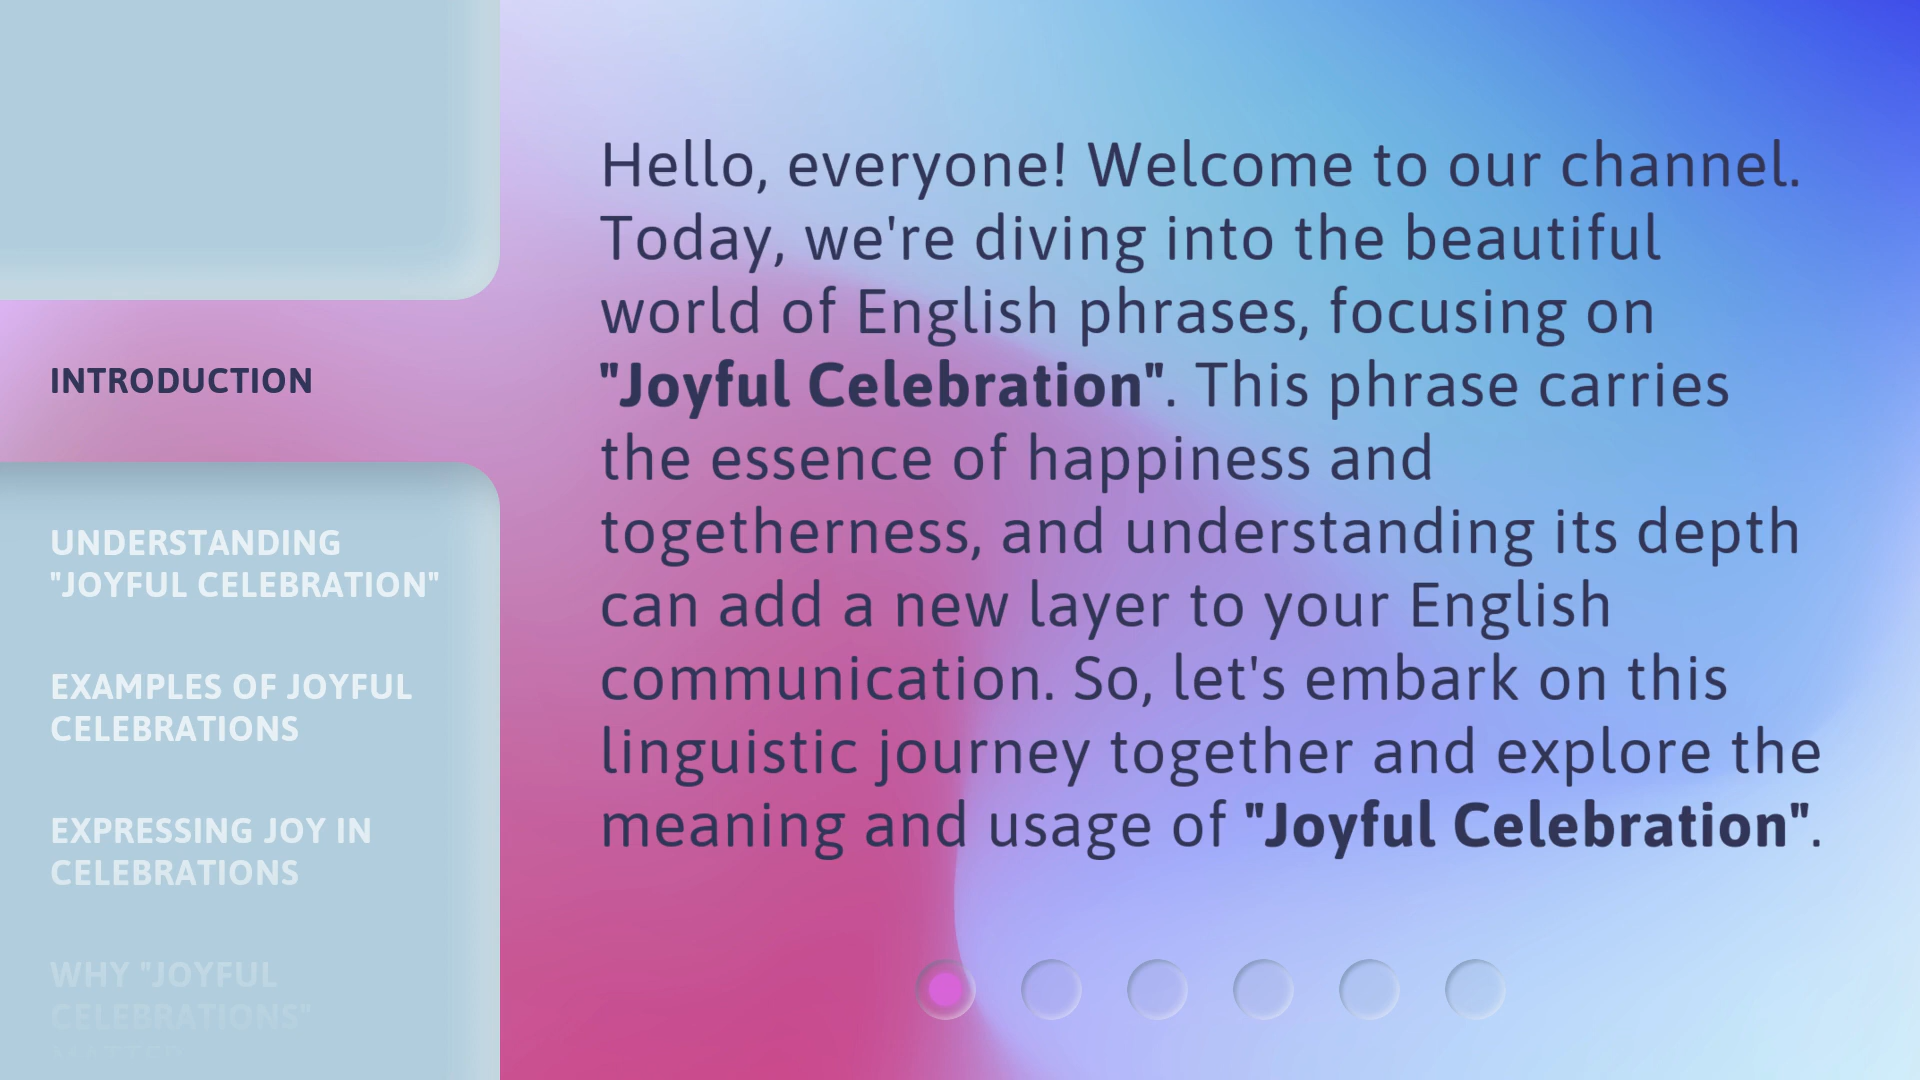 INTRODUCTION
UNDERSTANDING
"JOYFUL CELEBRATION"
EXAMPLES OF JOYFUL
CELEBRATIONS
EXPRESSING JOY IN
CELEBRATIONS
WHY "JOYFUL
CELEBRATIONS"
Hello, everyone! Welcome to our channel.
Today, we're diving into the beautiful
world of English phrases, focusing on
"Joyful Celebration". This phrase carries
the essence of happiness and
togetherness, and understanding its depth
can add a new layer to your English
communication. So, let's embark on this
linguistic journey together and explore the
meaning and usage of "Joyful Celebration".